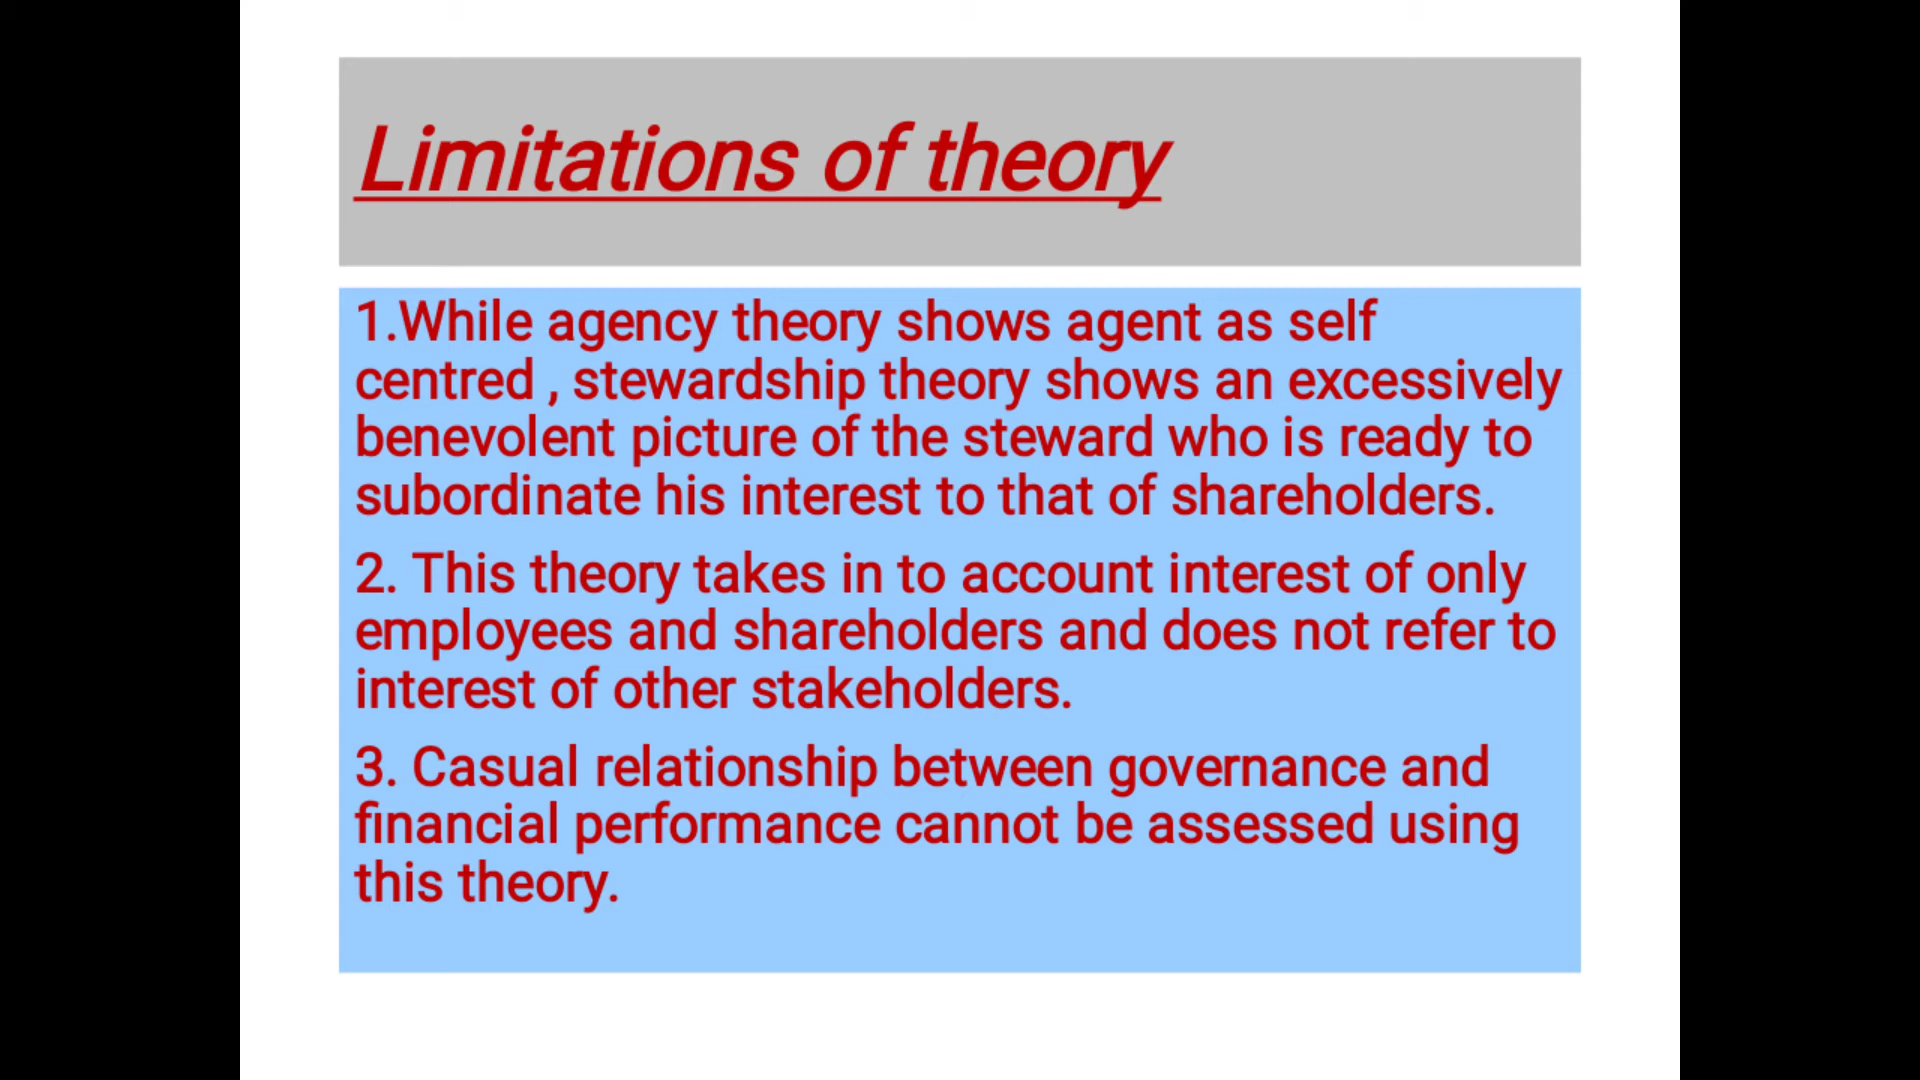 Limitations of theory
1.While agency theory shows agent as self
centred , stewardship theory shows an excessively
benevolent picture of the steward who is ready to
subordinate his interest to that of shareholders.
2. This theory takes in to account interest of only
employees and shareholders and does not refer to
interest of other stakeholders.
3. Casual relationship between governance and
financial performance cannot be assessed using
this theory.